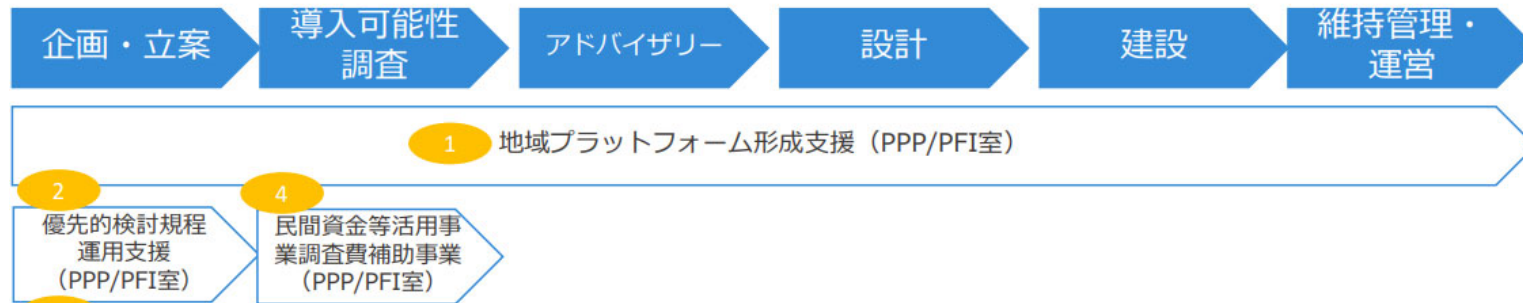 企画・立案
導入可能性
調査
アドバイザリー
設計
建設
維持管理・
運営
1
地域プラットフォーム形成支援（PPP/PFI室）
2
優先的検討規程
運用支援
（PPP/PFI室）
4
民間資金等活用事
業調査費補助事業
（PPP/PFI室）